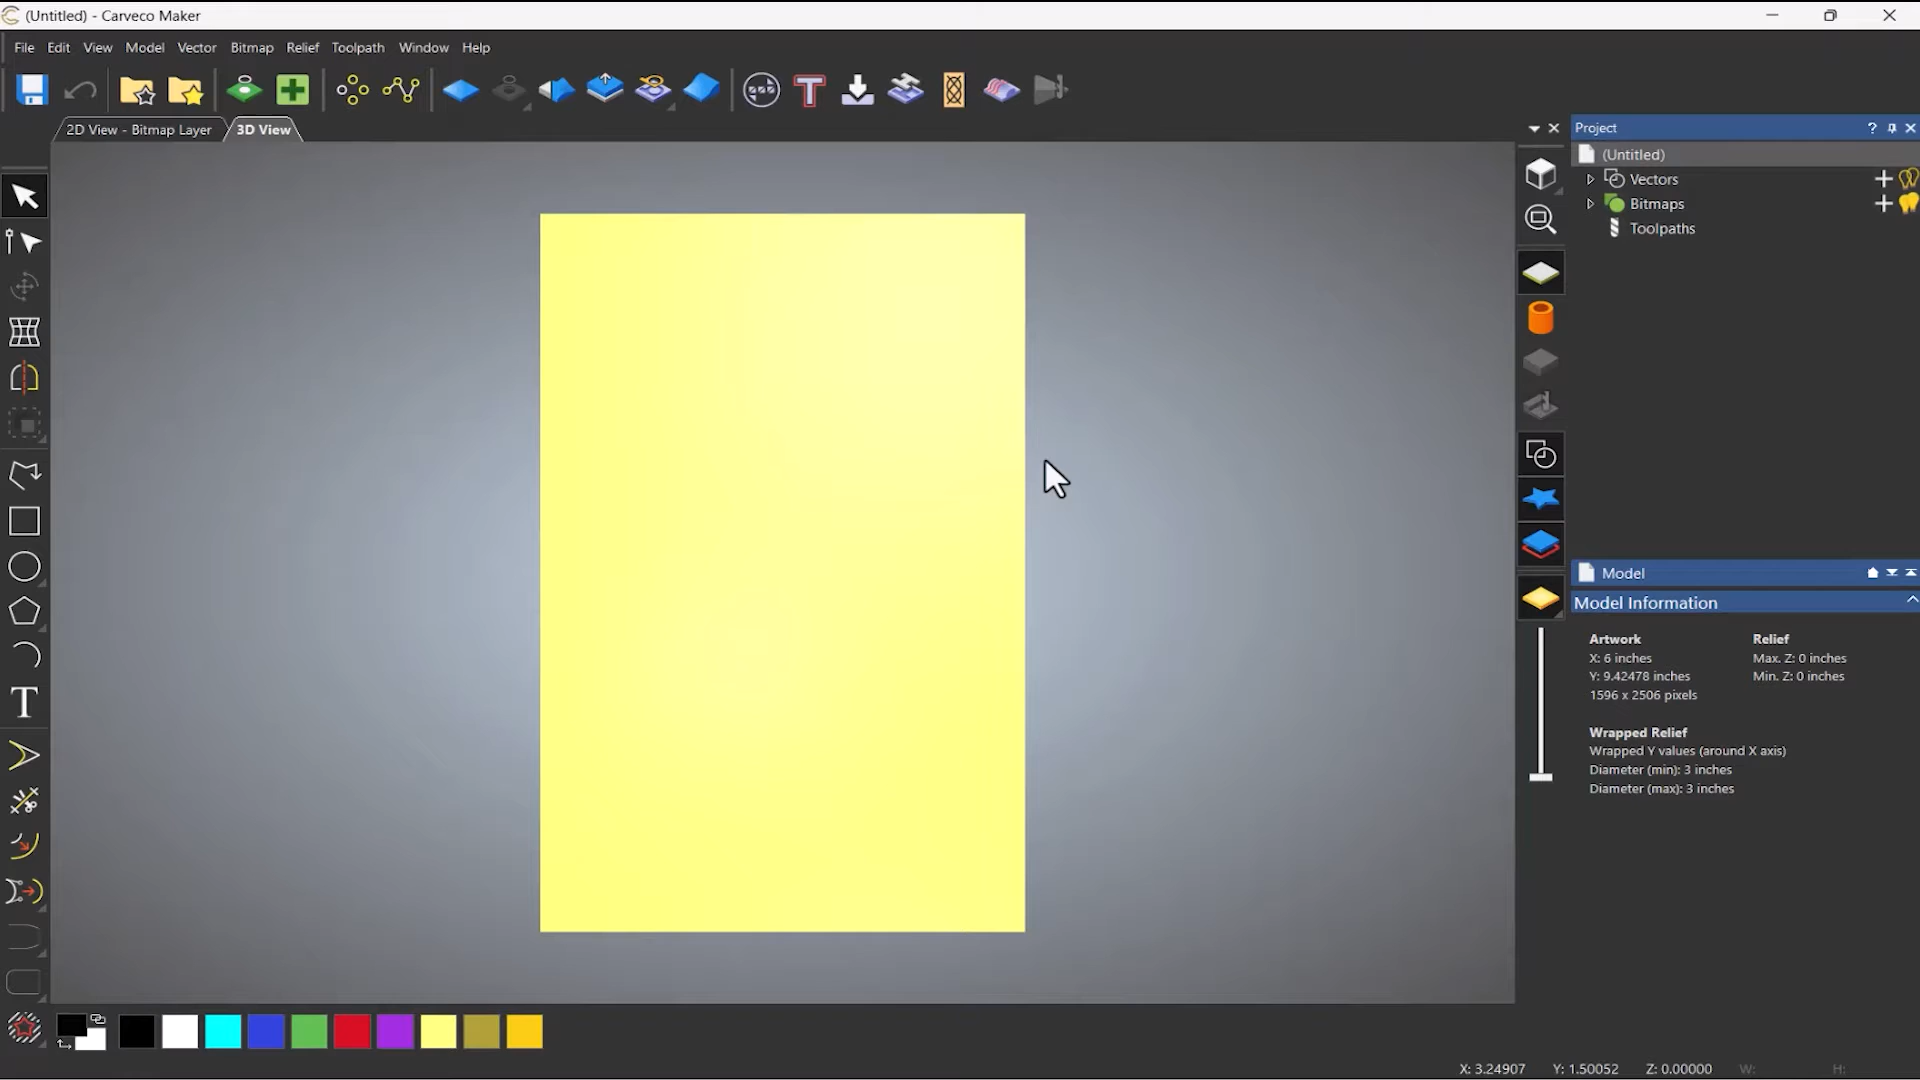 (Untitled) - Carveco Maker
File Edit View Model Vector Bitmap Relief Toolpath Window Help
2D View - Bitmap Layer
3D View
Project
(Untitled)
Vectors
Bitmaps
Toolpaths
Model
Model Information
Artwork
X: 6 inches
Y: 9.42478 inches
1596 x 2506 pixels
Relief
Max. Z: 0 inches
Min. Z: 0 inches
Wrapped Relief
Wrapped Y values (around X axis)
Diameter (min): 3 inches
Diameter (max): 3 inches
X: 3.24907 Y: 1.50052 Z: 0.00000 W: H: